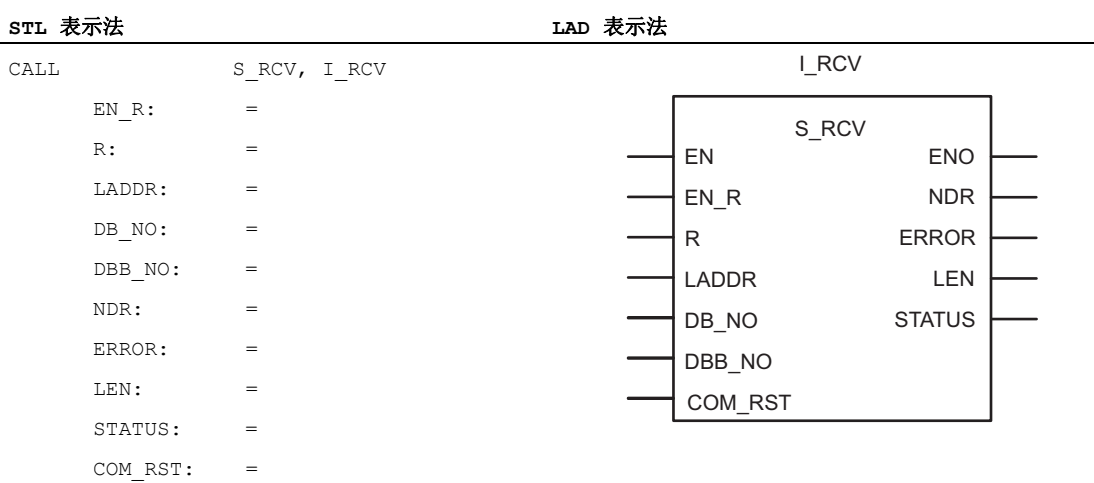 STL 表示法
LAD 表示法
CALL S_RCV, I_RCV
EN_R: =
R: =
LADDR: =
DB_NO: =
DBB_NO: =
NDR: =
ERROR: =
LEN: =
STATUS: =
COM_RST: =
I_RCV
S_RCV
EN ENO
EN_R NDR
R ERROR
LADDR LEN
DB_NO STATUS
DBB_NO
COM_RST